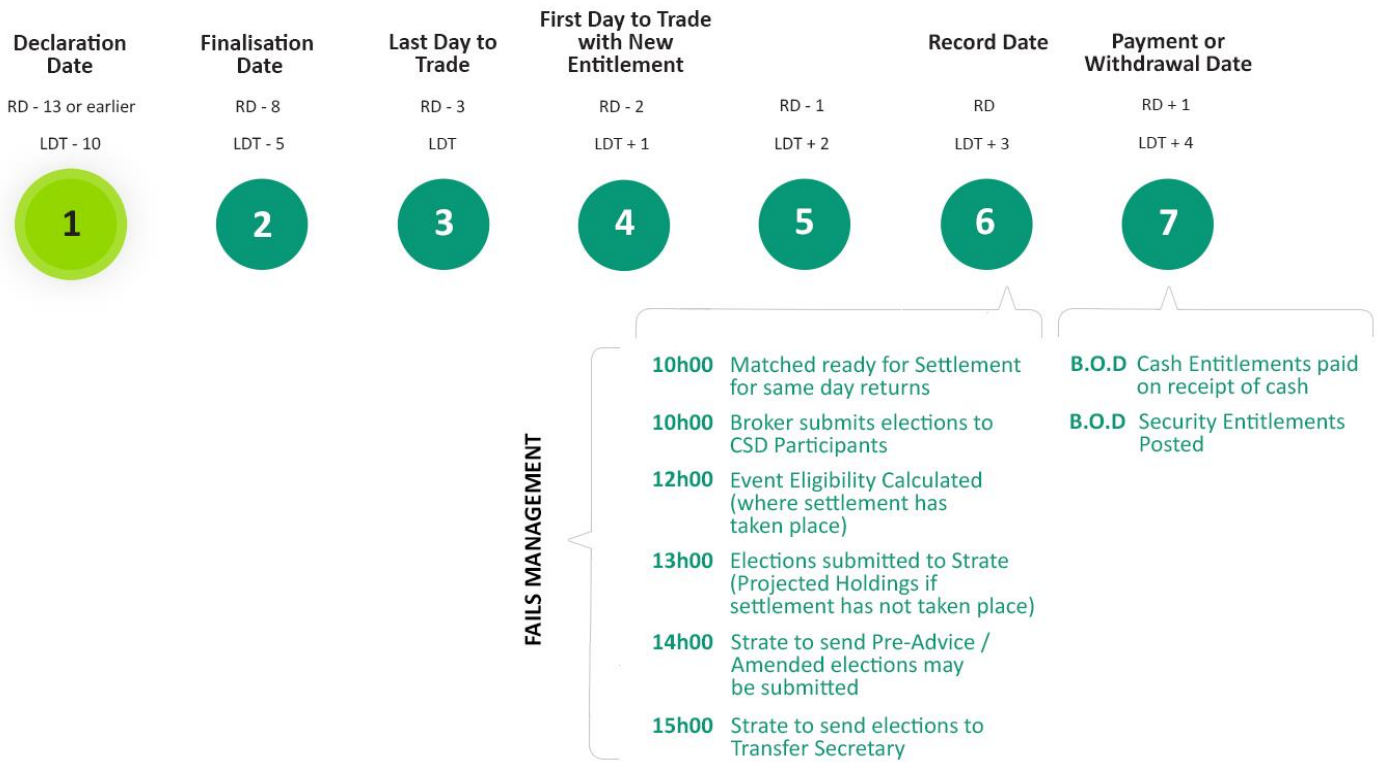 Declaration
Date
RD - 13 or earlier
LDT - 10
1
Finalisation
Date
RD - 8
LDT - 5
2
Last Day to
Trade
RD - 3
LDT
3
First Day to Trade
with New
Entitlement
RD - 2
LDT + 1
4
RD - 1
LDT + 2
5
Record Date
RD
LDT + 3
6
Payment or
Withdrawal Date
RD + 1
LDT + 4
7
FAILS MANAGEMENT
10h00 Matched ready for Settlement
for same day returns
10h00 Broker submits elections to
CSD Participants
12h00 Event Eligibility Calculated
(where settlement has
taken place)
13h00 Elections submitted to Strate
(Projected Holdings if
settlement has not taken place)
14h00 Strate to send Pre-Advice /
Amended elections may
be submitted
15h00 Strate to send elections to
Transfer Secretary
B.O.D Cash Entitlements paid
on receipt of cash
B.O.D Security Entitlements
Posted